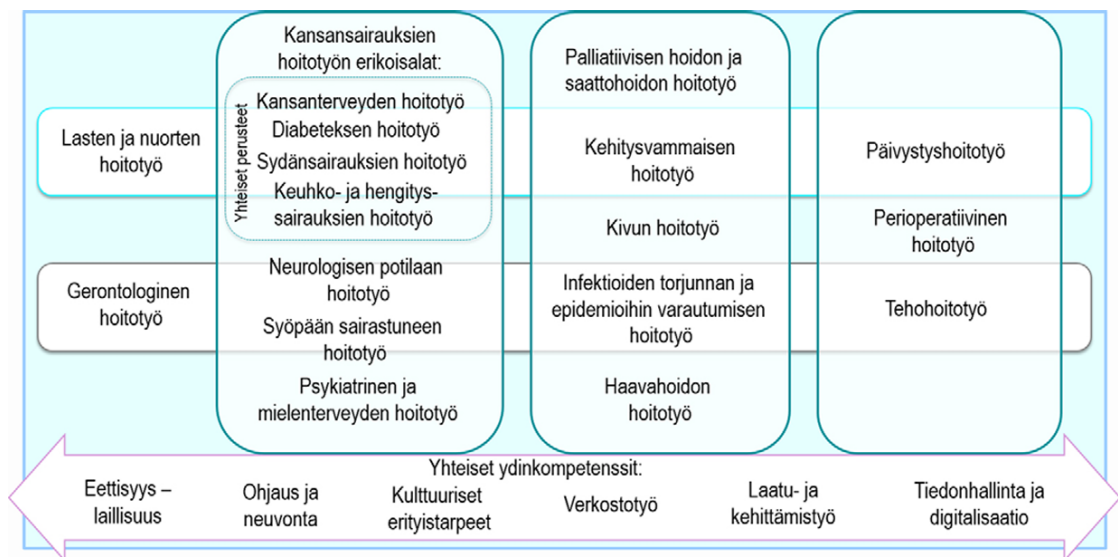 Kansansairauksien
hoitotyön erikoisalat:
Yhteiset perusteet
Kansanterveyden hoitotyö
Diabeteksen hoitotyö
Sydänsairauksien hoitotyö
Keuhko- ja hengitys-
sairauksien hoitotyö
Neurologisen potilaan
hoitotyö
Syöpään sairastuneen
hoitotyö
Psykiatrinen ja
mielenterveyden hoitotyö
Palliatiivisen hoidon ja
saattohoidon hoitotyö
Kehitysvammaisen
hoitotyö
Kivun hoitotyö
Infektioiden torjunnan ja
epidemioihin varautumisen
hoitotyö
Haavahoidon
hoitotyö
Päivystyshoitotyö
Perioperatiivinen
hoitotyö
Tehohoitotyö
Lasten ja nuorten
hoitotyö
Gerontologinen
hoitotyö
Yhteiset ydinkompetenssit:
Eettisyys –
laillisuus
Ohjaus ja
neuvonta
Kulttuuriset
erityistarpeet
Verkostotyö
Laatu- ja
kehittämistyö
Tiedonhallinta ja
digitalisaatio